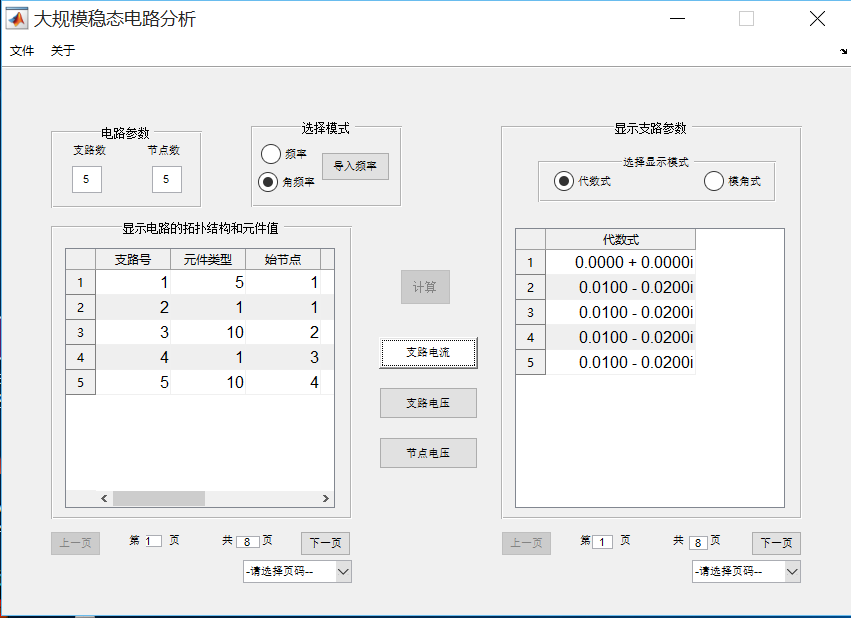 大规模稳态电路分析
文件 关于
电路参数
支路数 节点数
5 5
选择模式
频率
角频率
导入频率
显示电路的拓扑结构和元件值
支路号 元件类型 始节点
1 1 5 1
2 2 1 1
3 3 10 2
4 4 1 3
5 5 10 4
上一页 第 1 页 共 8 页 下一页
-请选择页码--
计算
支路电流
支路电压
节点电压
显示支路参数
选择显示模式
代数式 模角式
代数式
1 0.0000 + 0.0000i
2 0.0100 - 0.0200i
3 0.0100 - 0.0200i
4 0.0100 - 0.0200i
5 0.0100 - 0.0200i
上一页 第 1 页 共 8 页 下一页
-请选择页码--